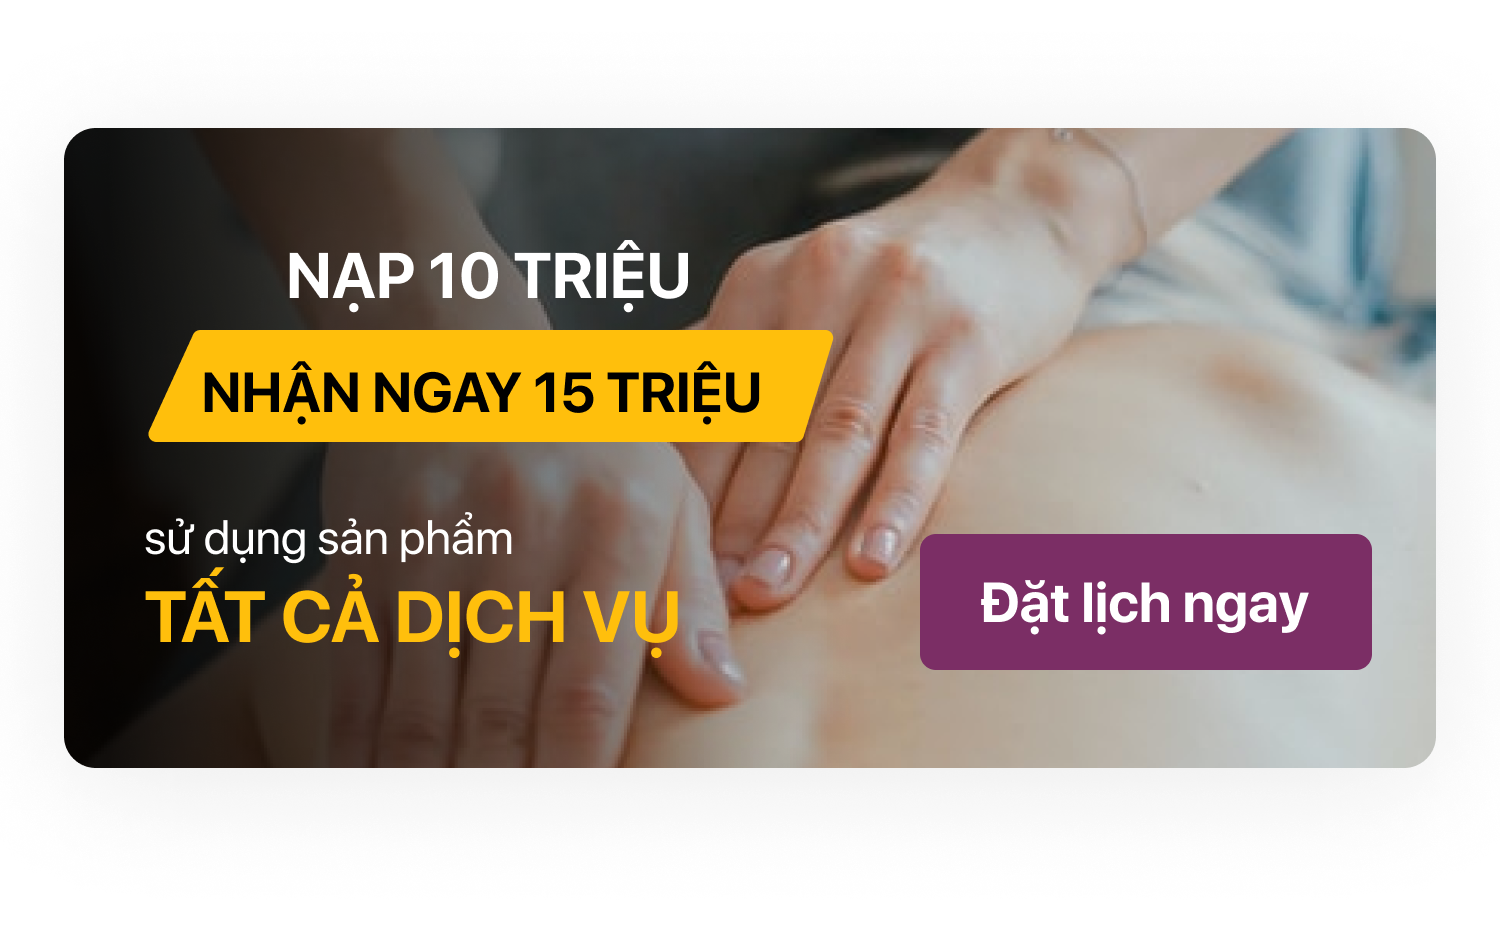 NẠP 10 TRIỆU
NHẬN NGAY 15 TRIỆU
sử dụng sản phẩm
TẤT CẢ DỊCH VỤ
Đặt lịch ngay